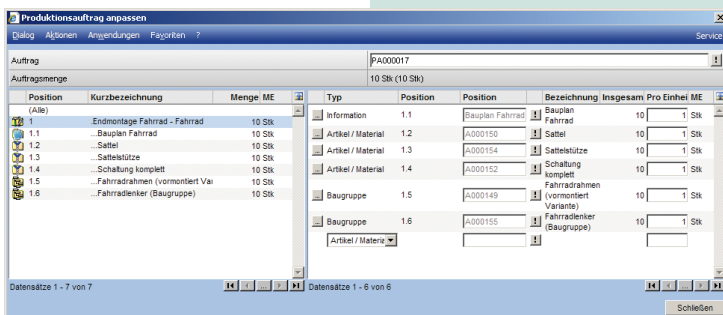 Produktionsauftrag anpassen
Dialog Aktionen Anwendungen Favoriten ? Service
Auftrag PA000017
Auftragsmenge 10 Stk (10 Stk)
Position Kurzbezeichnung Menge ME
(Alle)
1 .Endmontage Fahrrad - Fahrrad 10 Stk
1.1 ...Bauplan Fahrrad 10 Stk
1.2 ...Sattel 10 Stk
1.3 ...Sattelstütze 10 Stk
1.4 ...Schaltung komplett 10 Stk
1.5 ...Fahrradrahmen (vormontiert Var 10 Stk
1.6 ...Fahrradlenker (Baugruppe) 10 Stk
Datensätze 1 - 7 von 7
Typ Position Position Bezeichnung Insgesam Pro Einhei ME
... Information 1.1 Bauplan Fahrrad ! Bauplan Fahrrad 10 1 Stk
... Artikel / Material 1.2 A000150 ! Sattel 10 1 Stk
... Artikel / Material 1.3 A000154 ! Sattelstütze 10 1 Stk
... Artikel / Material 1.4 A000152 ! Schaltung komplett 10 1 Stk
... Baugruppe 1.5 A000149 ! Fahrradrahmen (vormontiert Variante) 10 1 Stk
... Baugruppe 1.6 A000155 ! Fahrradlenker (Baugruppe) 10 1 Stk
Artikel / Materia !
Datensätze 1 - 6 von 6
Schließen